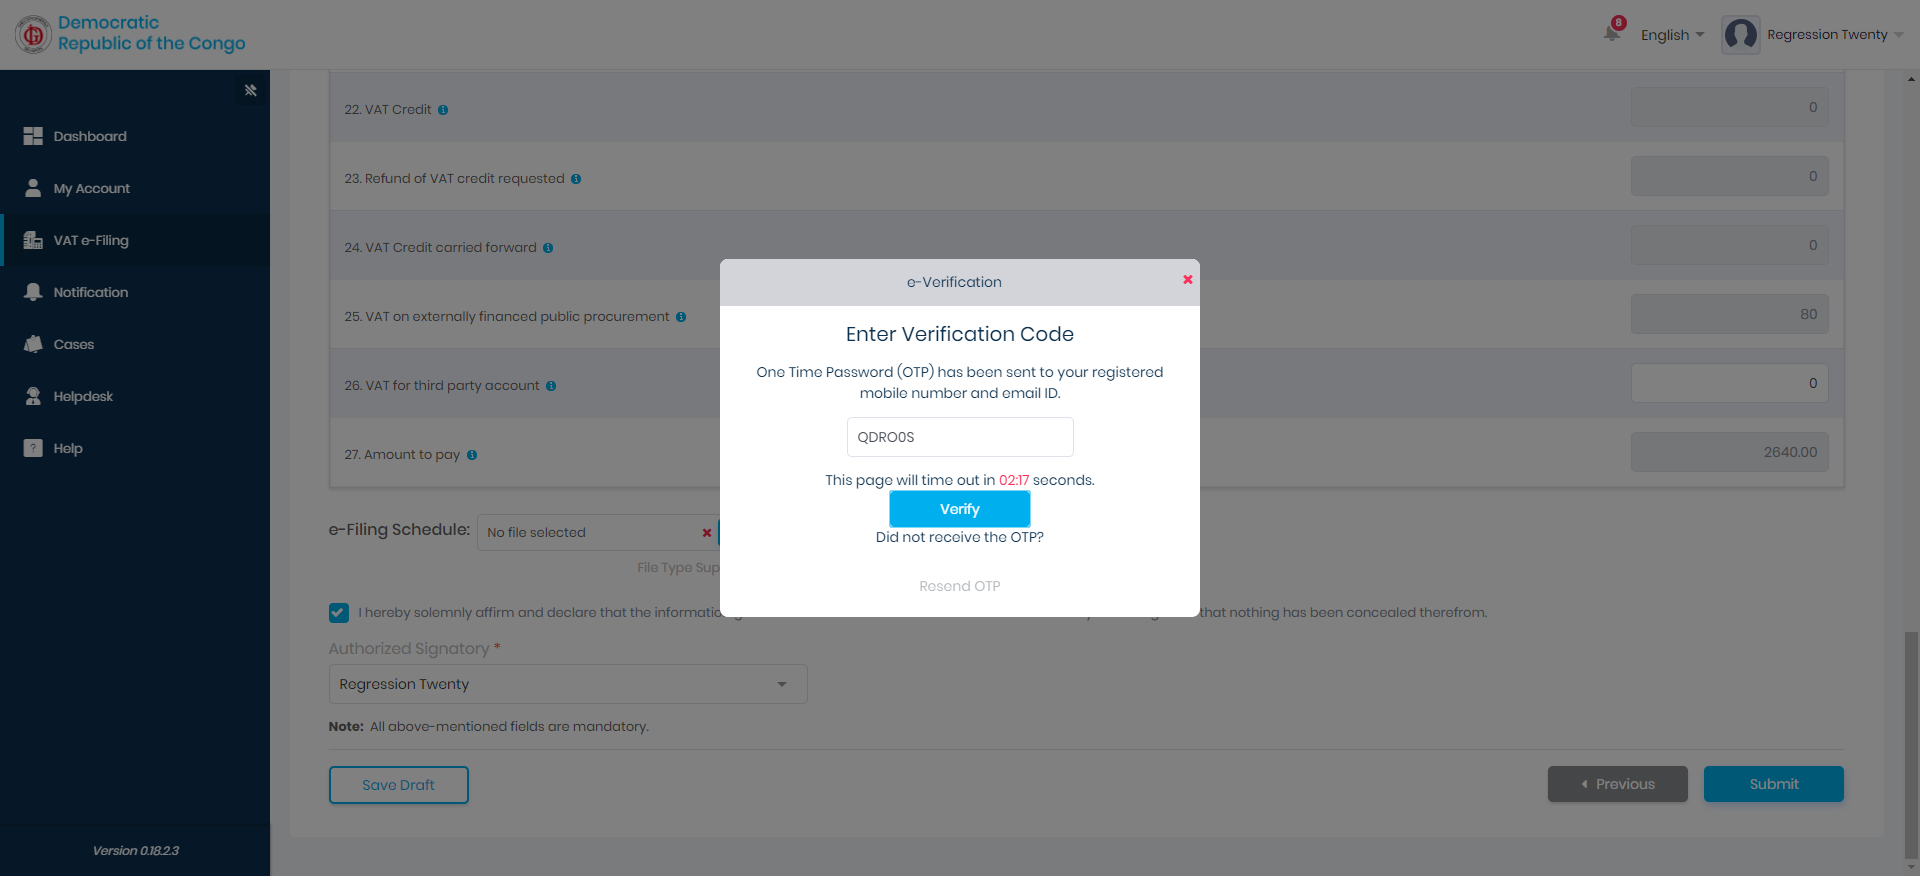 Democratic
Republic of the Congo
8
English
Regression Twenty
Dashboard
My Account
VAT e-Filing
Notification
Cases
Helpdesk
? Help
Version 0.18.2.3
22. VAT Credit
0
23. Refund of VAT credit requested
0
24. VAT Credit carried forward
0
25. VAT on externally financed public procurement
80
26. VAT for third party account
0
27. Amount to pay
2640.00
e-Filing Schedule: No file selected
File Type Sup
I hereby solemnly affirm and declare that the information
that nothing has been concealed therefrom.
Authorized Signatory *
Regression Twenty
Note: All above-mentioned fields are mandatory.
Save Draft
Previous
Submit
e-Verification
Enter Verification Code
One Time Password (OTP) has been sent to your registered
mobile number and email ID.
QDRO0S
This page will time out in 02:17 seconds.
Verify
Did not receive the OTP?
Resend OTP